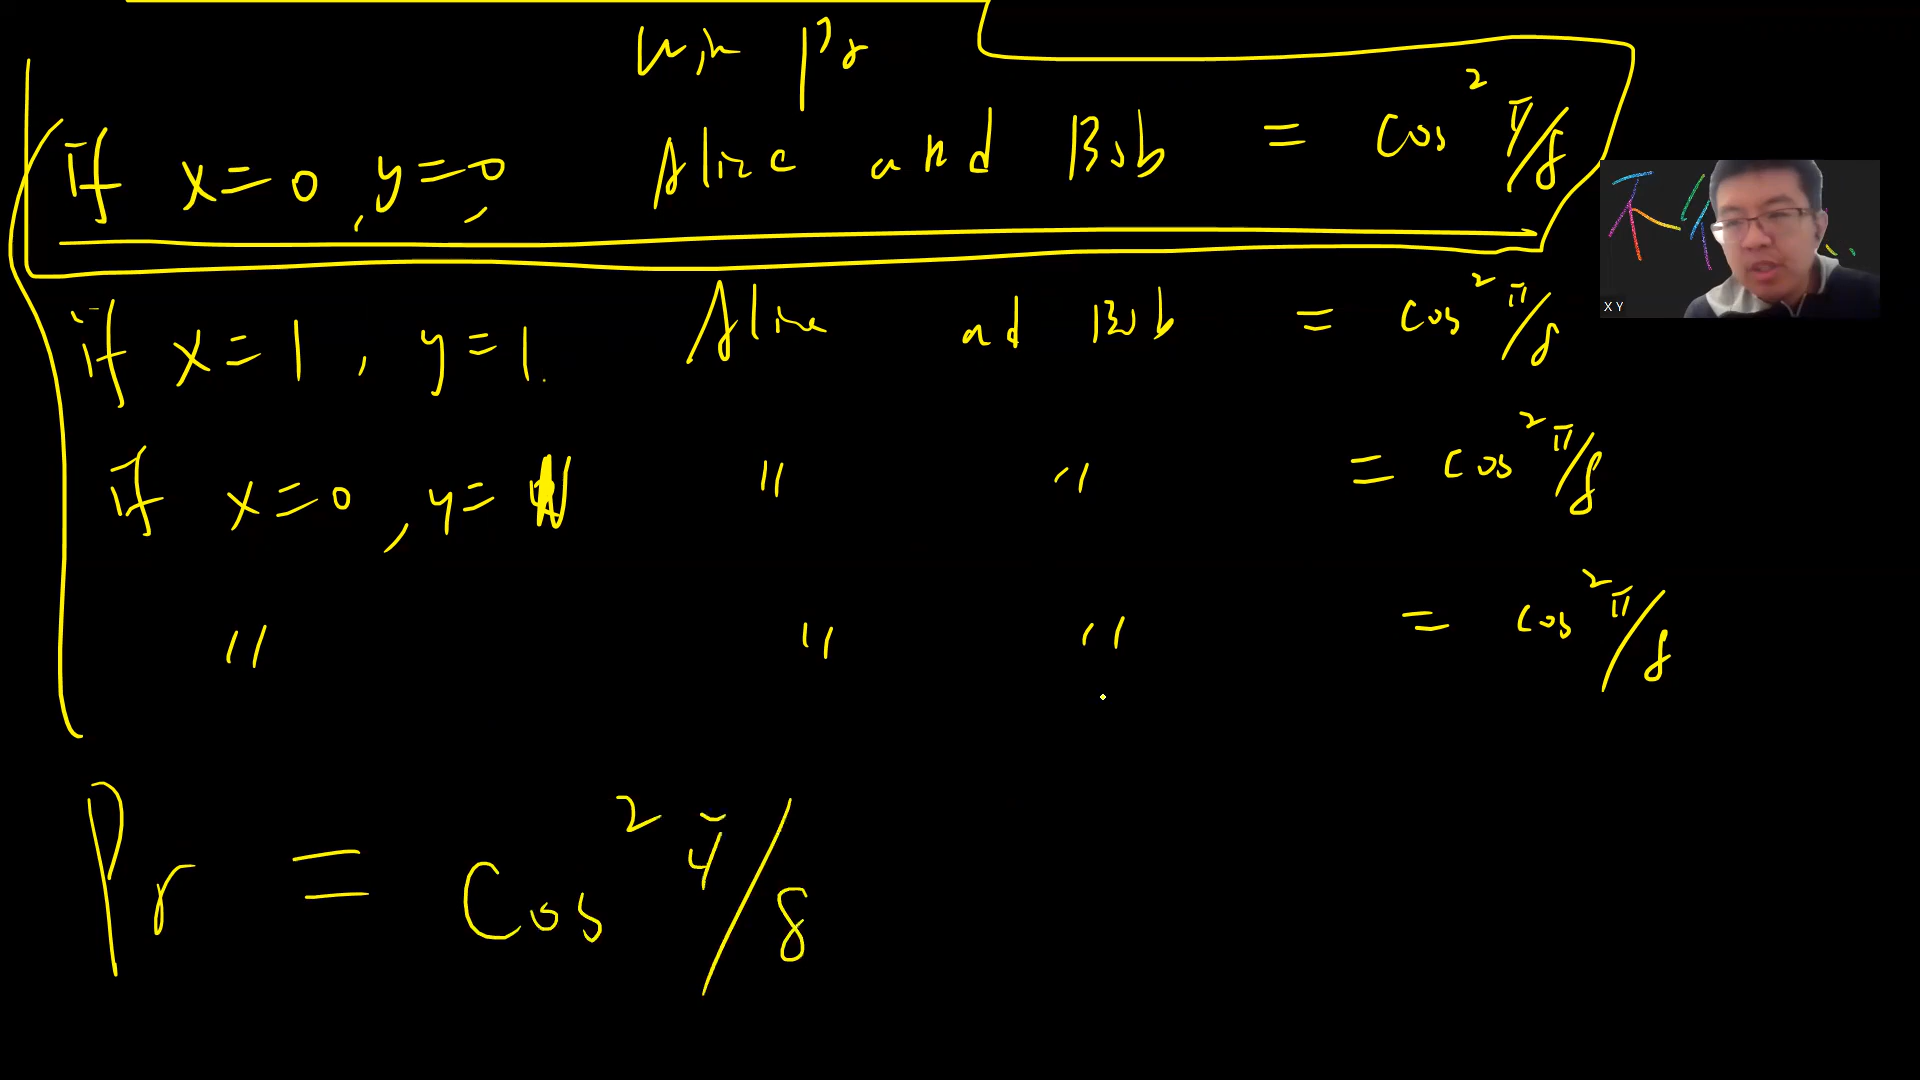 win Pr
if x=0, y=0, Alice and Bob = cos² π/8
if x=1, y=1. Alice and Bob = cos² π/8
if x=0, y= 1 " " = cos² π/8
" " " = cos² π/8
Pr = cos² π/8
X Y